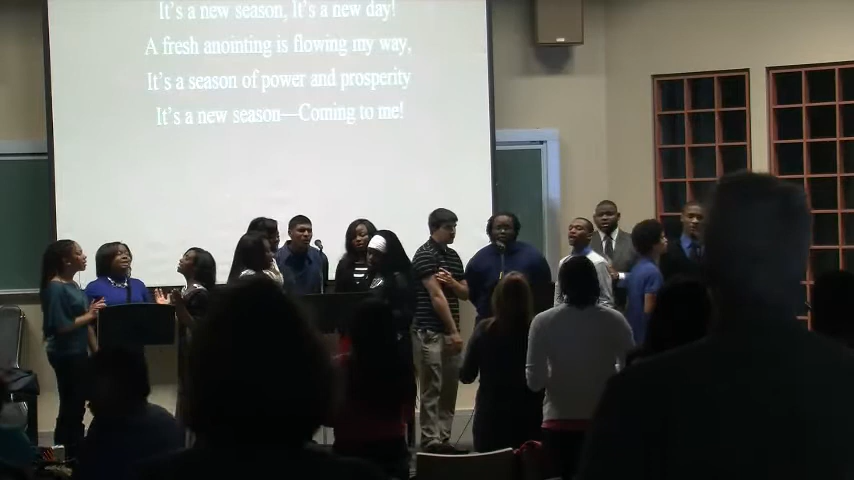 It's a new season, It's a new day!
A fresh anointing is flowing my way,
It's a season of power and prosperity
It's a new season—Coming to me!